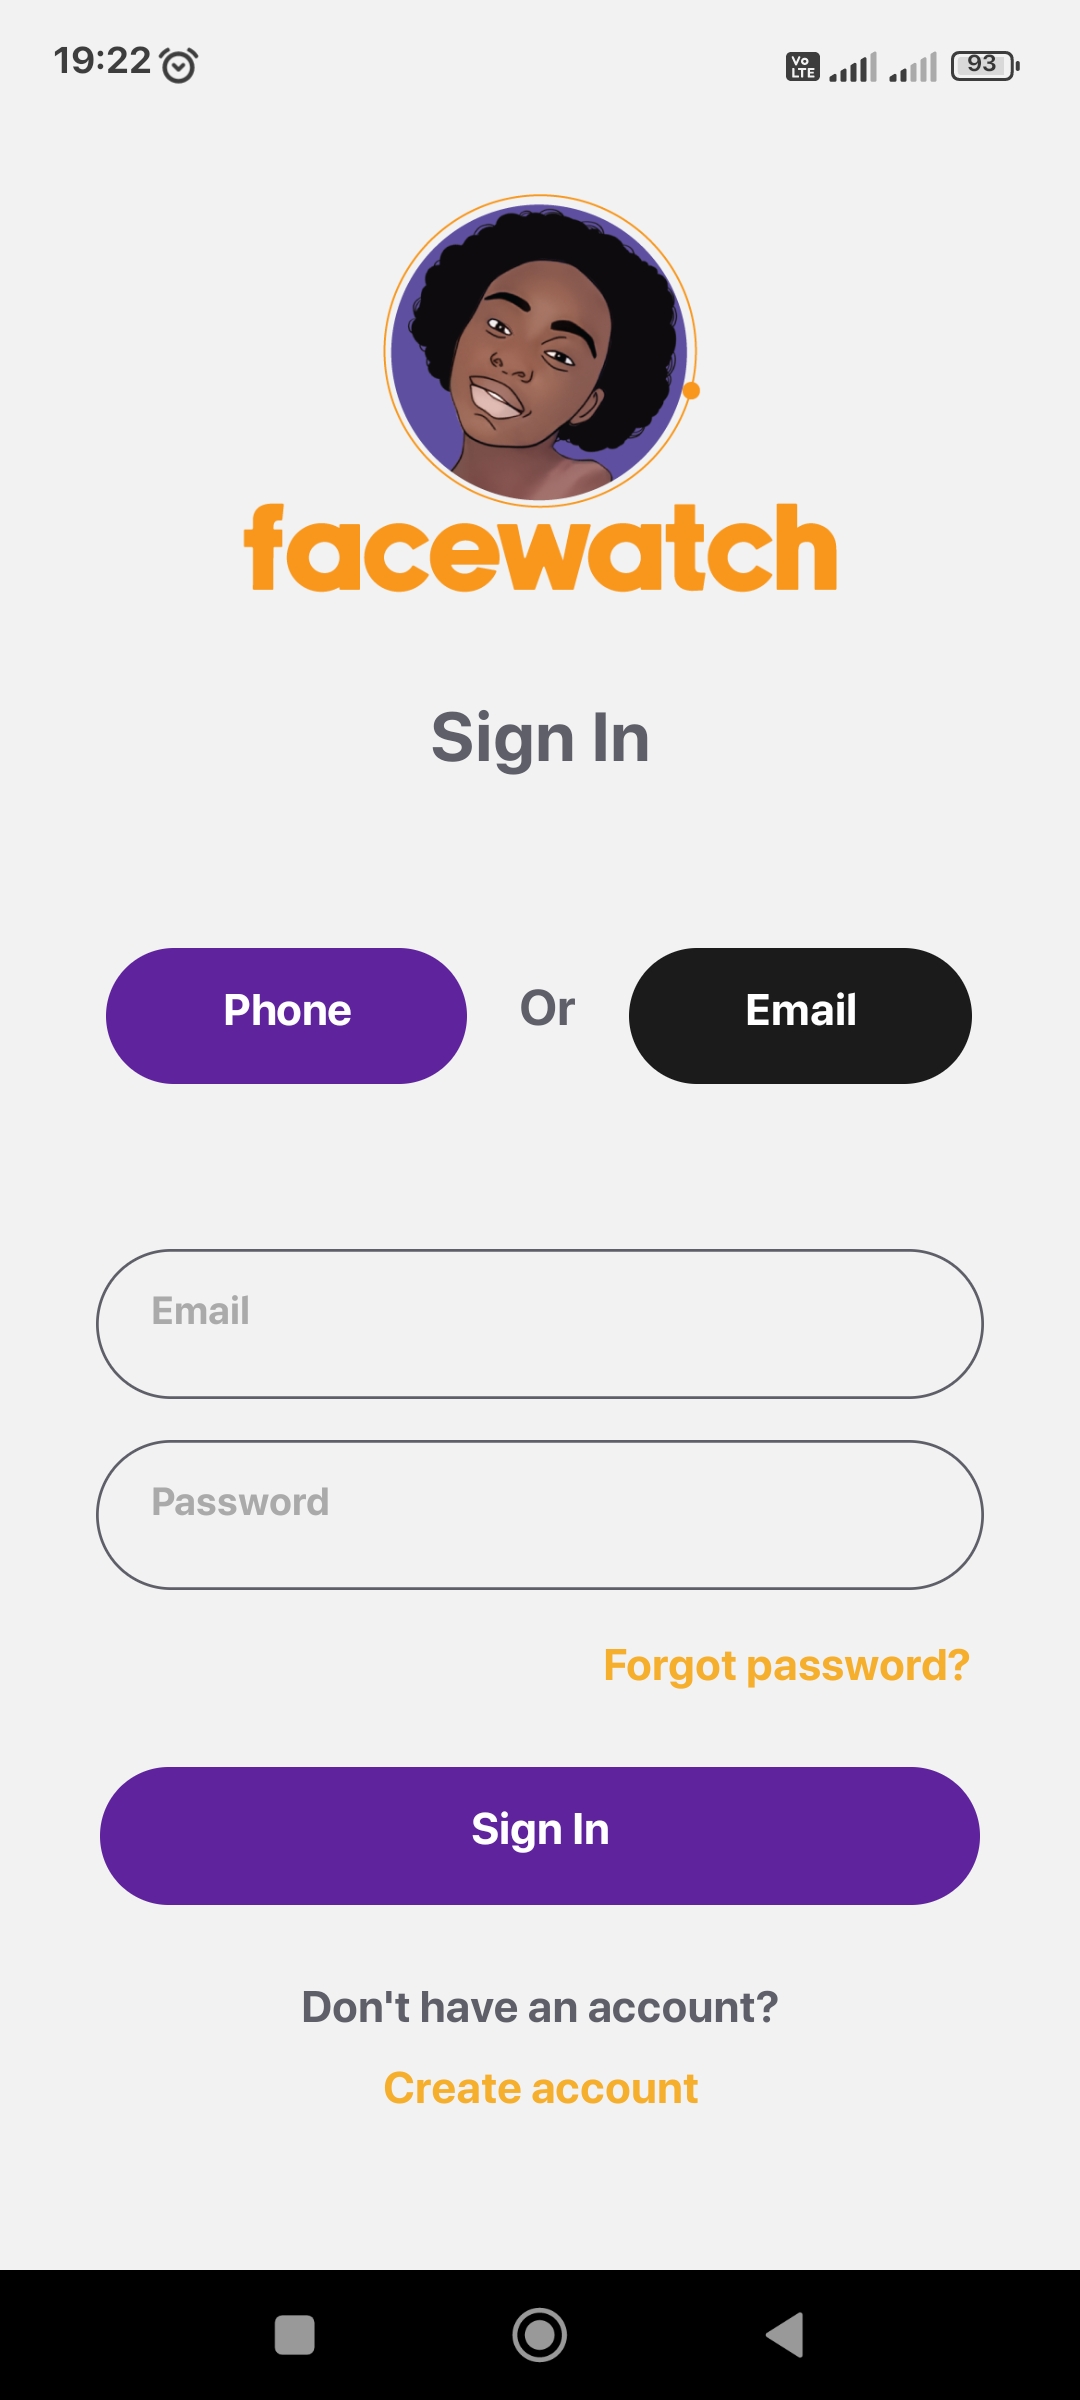 19:22 Vo LTE 93
facewatch
Sign In
Phone Or Email
Email
Password
Forgot password?
Sign In
Don't have an account?
Create account